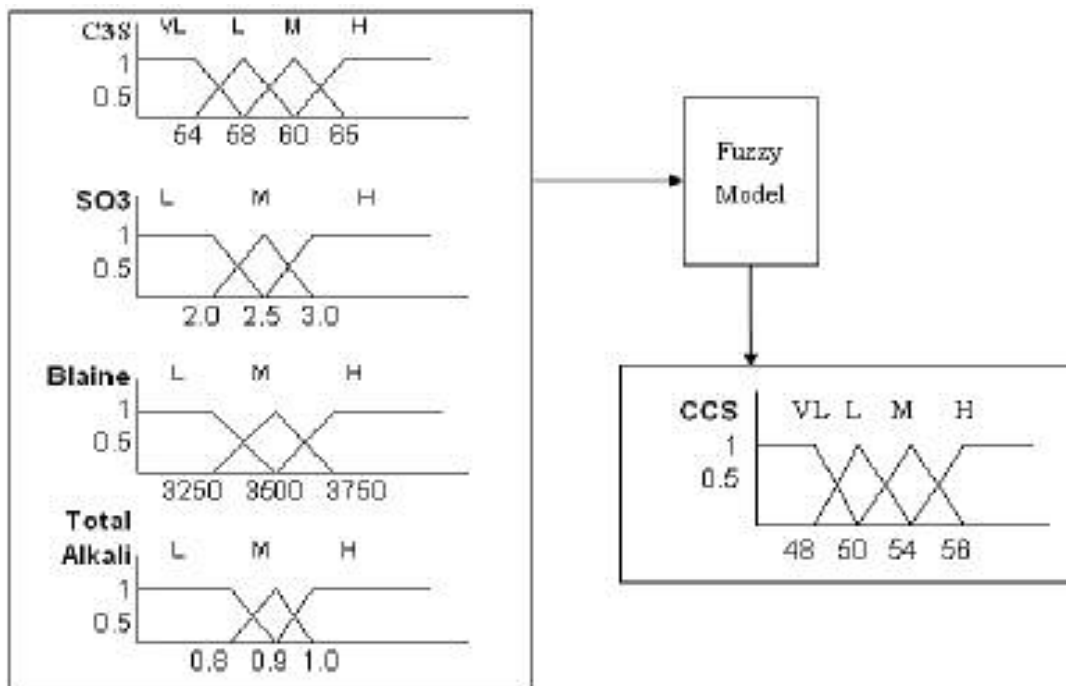 C3S VL L M H
1
0.5
54 58 60 65
SO3 L M H
1
0.5
2.0 2.5 3.0
Blaine L M H
1
0.5
3250 3500 3750
Total
Alkali L M H
1
0.5
0.8 0.9 1.0
Fuzzy
Model
CCS VL L M H
1
0.5
48 50 54 56